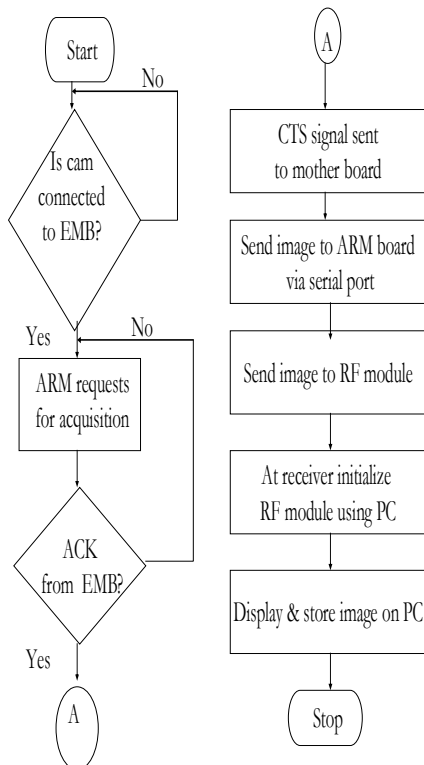 Start
No
Is cam
connected
to EMB?
Yes
No
ARM requests
for acquisition
ACK
from EMB?
Yes
A
A
CTS signal sent
to mother board
Send image to ARM board
via serial port
Send image to RF module
At receiver initialize
RF module using PC
Display & store image on PC
Stop